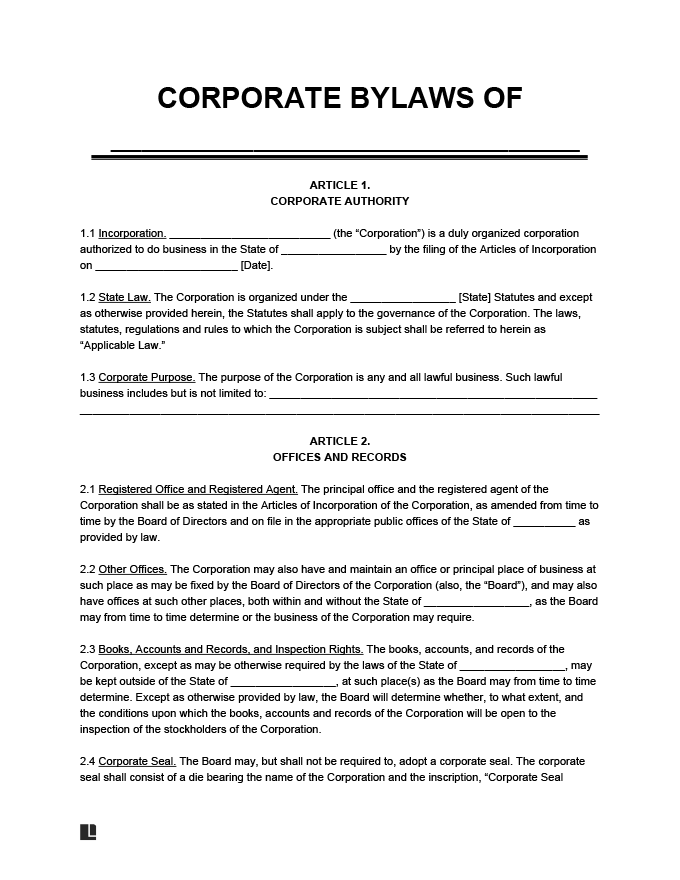 CORPORATE BYLAWS OF
_______________________________________________
ARTICLE 1.
CORPORATE AUTHORITY
1.1 Incorporation. __________________________ (the “Corporation”) is a duly organized corporation
authorized to do business in the State of _________________ by the filing of the Articles of Incorporation
on _______________________ [Date].
1.2 State Law. The Corporation is organized under the _________________ [State] Statutes and except
as otherwise provided herein, the Statutes shall apply to the governance of the Corporation. The laws,
statutes, regulations and rules to which the Corporation is subject shall be referred to herein as
“Applicable Law.”
1.3 Corporate Purpose. The purpose of the Corporation is any and all lawful business. Such lawful
business includes but is not limited to: _____________________________________________________
____________________________________________________________________________________
ARTICLE 2.
OFFICES AND RECORDS
2.1 Registered Office and Registered Agent. The principal office and the registered agent of the
Corporation shall be as stated in the Articles of Incorporation of the Corporation, as amended from time to
time by the Board of Directors and on file in the appropriate public offices of the State of __________ as
provided by law.
2.2 Other Offices. The Corporation may also have and maintain an office or principal place of business at
such place as may be fixed by the Board of Directors of the Corporation (also, the “Board”), and may also
have offices at such other places, both within and without the State of _________________, as the Board
may from time to time determine or the business of the Corporation may require.
2.3 Books, Accounts and Records, and Inspection Rights. The books, accounts, and records of the
Corporation, except as may be otherwise required by the laws of the State of _________________, may
be kept outside of the State of _________________, at such place(s) as the Board may from time to time
determine. Except as otherwise provided by law, the Board will determine whether, to what extent, and
the conditions upon which the books, accounts and records of the Corporation will be open to the
inspection of the stockholders of the Corporation.
2.4 Corporate Seal. The Board may, but shall not be required to, adopt a corporate seal. The corporate
seal shall consist of a die bearing the name of the Corporation and the inscription, “Corporate Seal